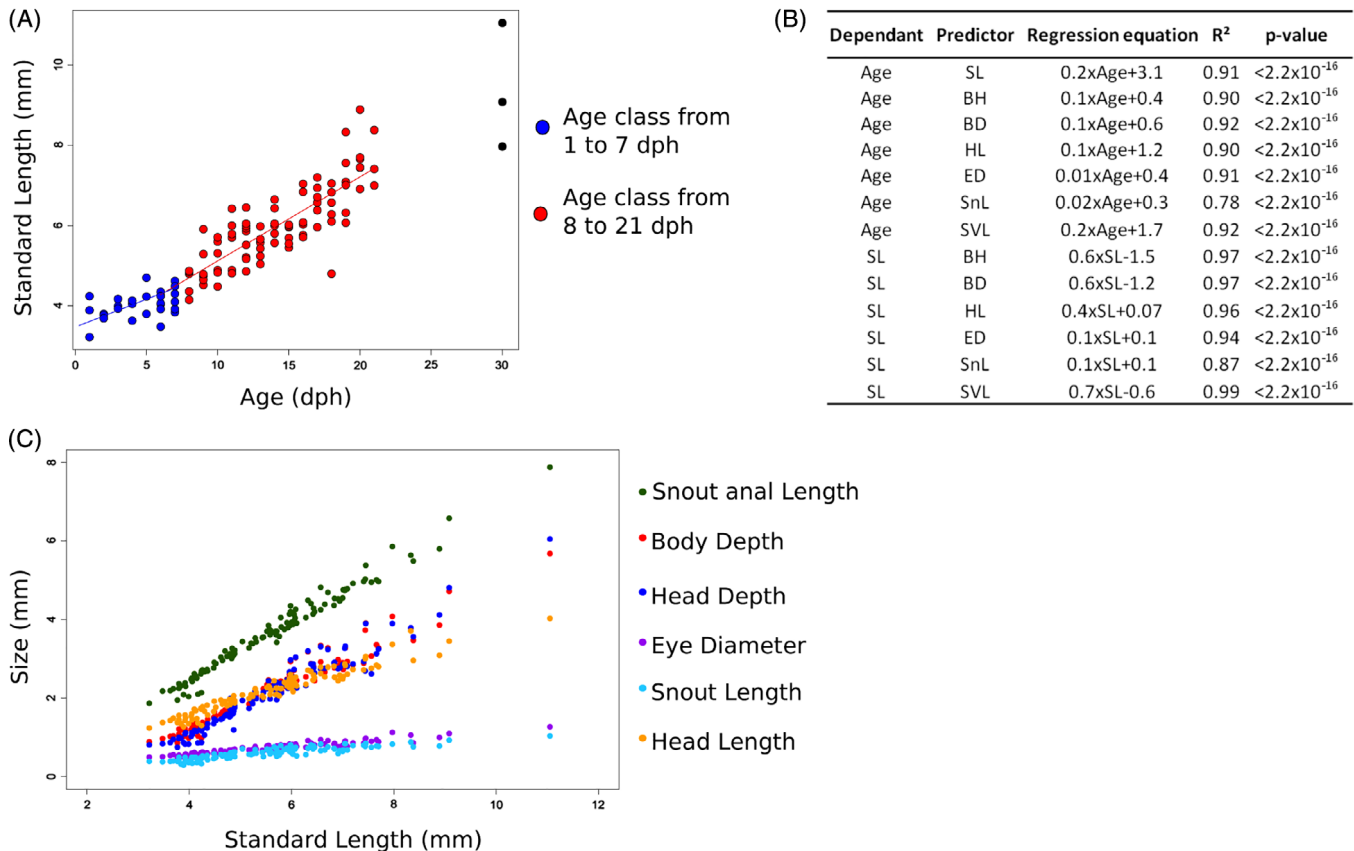 (A)
Standard Length (mm)
10
8
6
4
0
5
10
15
20
25
30
Age (dph)
Age class from
1 to 7 dph
Age class from
8 to 21 dph
(B)
Dependant Predictor Regression equation R² p-value
Age SL 0.2xAge+3.1 0.91 <2.2x10⁻¹⁶
Age BH 0.1xAge+0.4 0.90 <2.2x10⁻¹⁶
Age BD 0.1xAge+0.6 0.92 <2.2x10⁻¹⁶
Age HL 0.1xAge+1.2 0.90 <2.2x10⁻¹⁶
Age ED 0.01xAge+0.4 0.91 <2.2x10⁻¹⁶
Age SnL 0.02xAge+0.3 0.78 <2.2x10⁻¹⁶
Age SVL 0.2xAge+1.7 0.92 <2.2x10⁻¹⁶
SL BH 0.6xSL-1.5 0.97 <2.2x10⁻¹⁶
SL BD 0.6xSL-1.2 0.97 <2.2x10⁻¹⁶
SL HL 0.4xSL+0.07 0.96 <2.2x10⁻¹⁶
SL ED 0.1xSL+0.1 0.94 <2.2x10⁻¹⁶
SL SnL 0.1xSL+0.1 0.87 <2.2x10⁻¹⁶
SL SVL 0.7xSL-0.6 0.99 <2.2x10⁻¹⁶
(C)
Size (mm)
8
6
4
2
0
2
4
6
8
10
12
Standard Length (mm)
Snout anal Length
Body Depth
Head Depth
Eye Diameter
Snout Length
Head Length